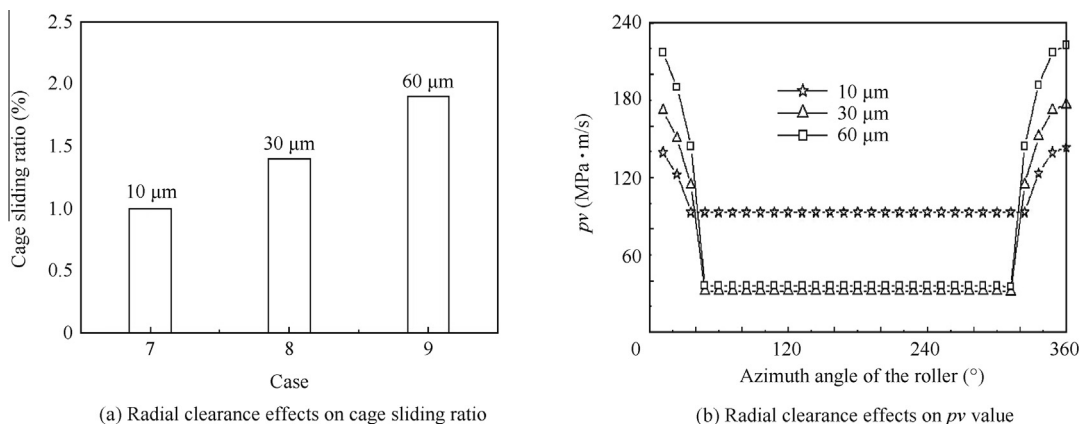 2.5
2.0
1.5
1.0
0.5
0
Cage sliding ratio (%)
10 μm
30 μm
60 μm
7
8
9
Case
(a) Radial clearance effects on cage sliding ratio
240
180
120
60
0
pv (MPa·m/s)
10 μm
30 μm
60 μm
120
240
360
Azimuth angle of the roller (°)
(b) Radial clearance effects on pv value